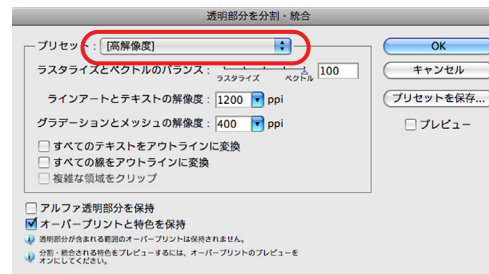 透明部分を分割・統合
プリセット： [高解像度]
OK
ラスタライズとベクトルのバランス： 100
ラスタライズ ベクトル
キャンセル
ラインアートとテキストの解像度： 1200 ppi
プリセットを保存...
グラデーションとメッシュの解像度： 400 ppi
プレビュー
すべてのテキストをアウトラインに変換
すべての線をアウトラインに変換
複雑な領域をクリップ
アルファ透明部分を保持
オーバープリントと特色を保持
透明部分が含まれる範囲のオーバープリントは保持されません。
分割・統合される特色をプレビューするには、オーバープリントのプレビューを
オンにしてください。